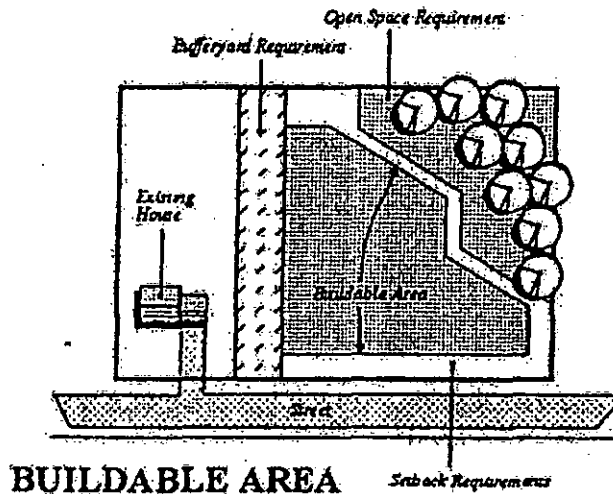 Open Space Requirement
Bufferyard Requirement
Existing
House
Buildable Area
Street
BUILDABLE AREA
Setback Requirements